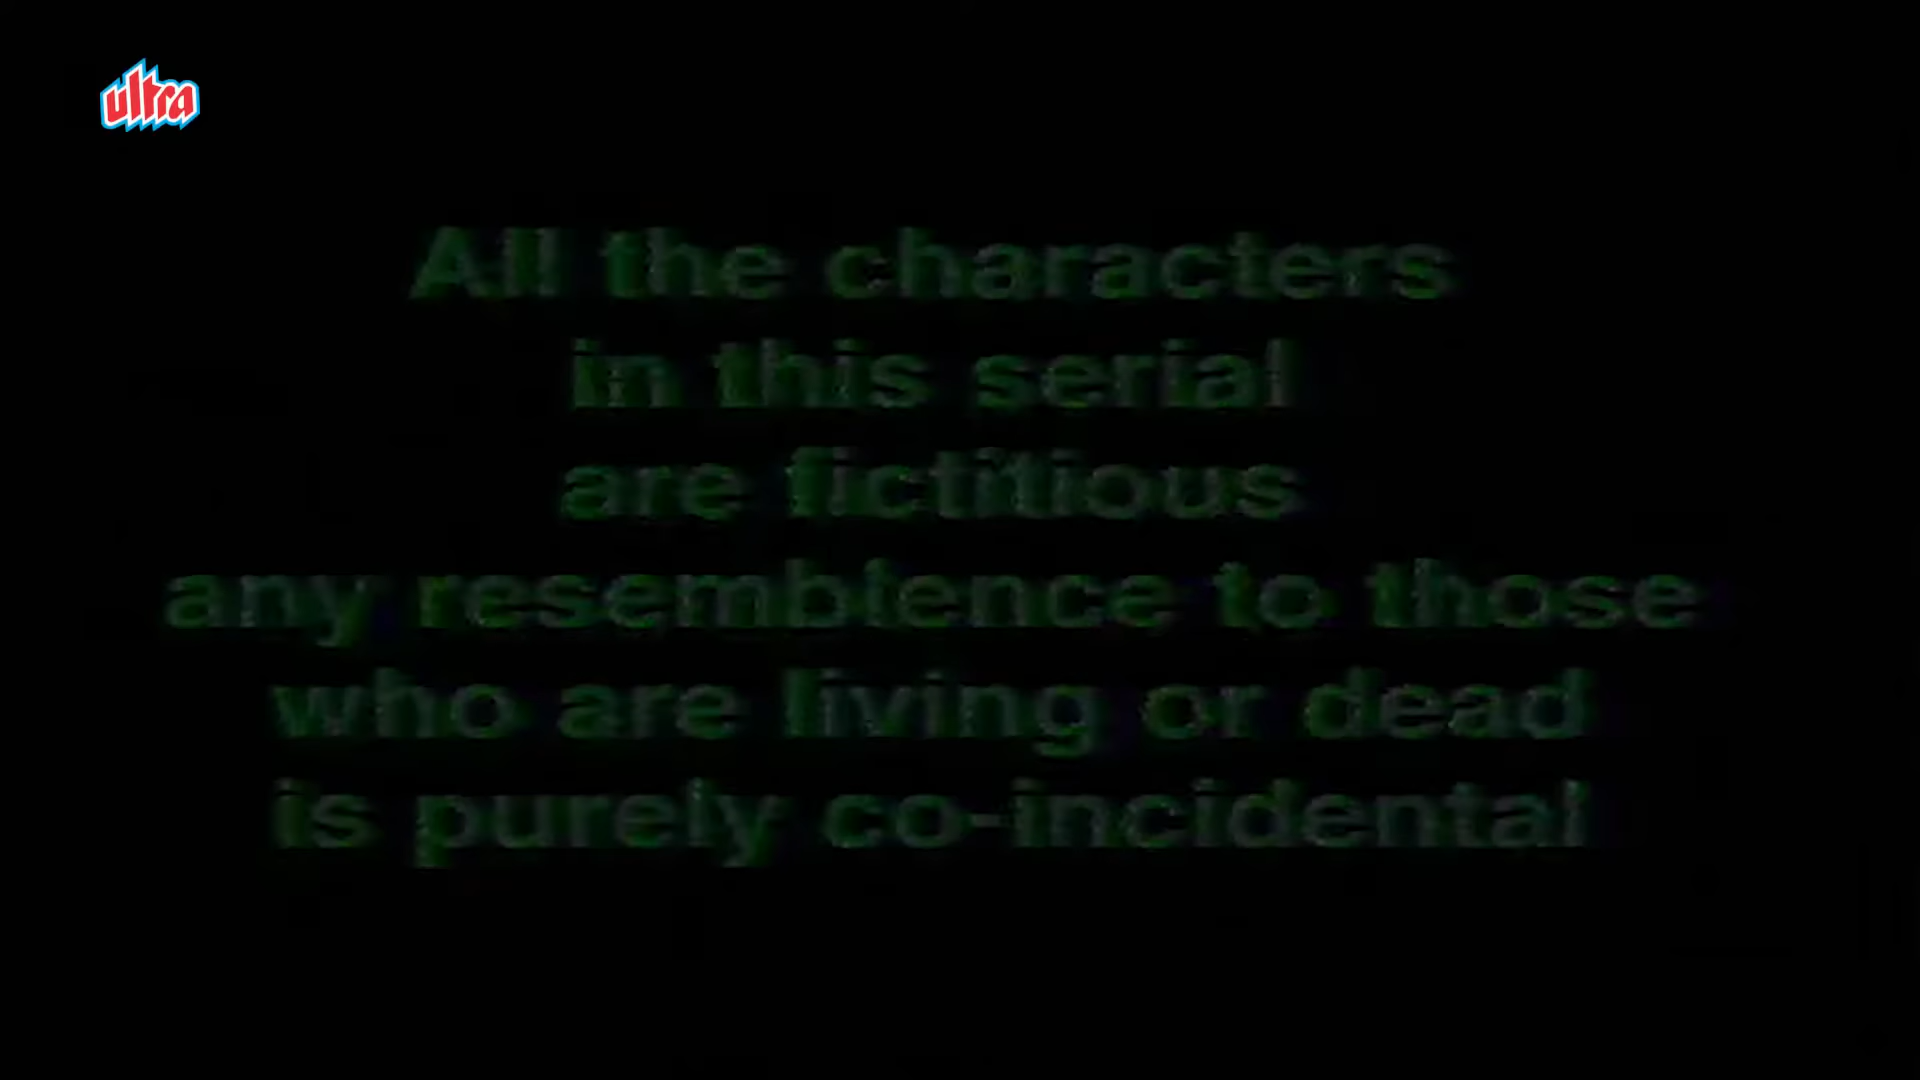 ultra
All the characters
in this serial
are fictitious
any resemblence to those
who are living or dead
is purely co-incidental